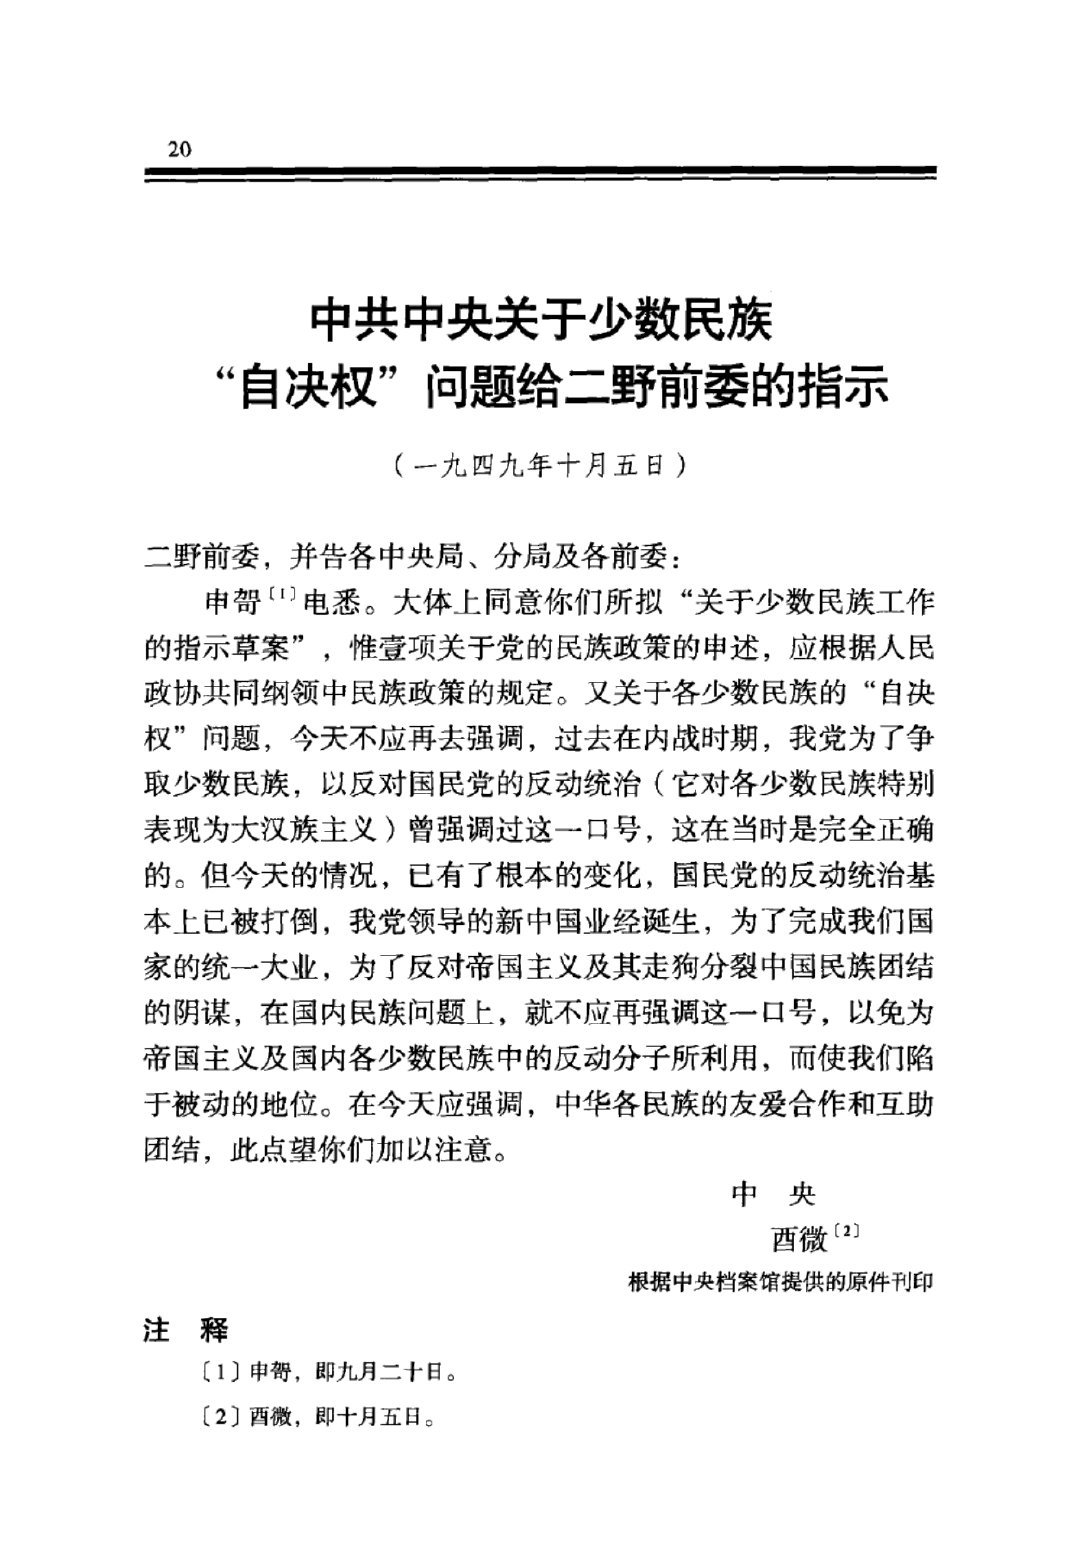 20
中共中央关于少数民族
“自决权”问题给二野前委的指示
（一九四九年十月五日）
二野前委，并告各中央局、分局及各前委：
申哿〔1〕电悉。大体上同意你们所拟“关于少数民族工作
的指示草案”，惟壹项关于党的民族政策的申述，应根据人民
政协共同纲领中民族政策的规定。又关于各少数民族的“自决
权”问题，今天不应再去强调，过去在内战时期，我党为了争
取少数民族，以反对国民党的反动统治（它对各少数民族特别
表现为大汉族主义）曾强调过这一口号，这在当时是完全正确
的。但今天的情况，已有了根本的变化，国民党的反动统治基
本上已被打倒，我党领导的新中国业经诞生，为了完成我们国
家的统一大业，为了反对帝国主义及其走狗分裂中国民族团结
的阴谋，在国内民族问题上，就不应再强调这一口号，以免为
帝国主义及国内各少数民族中的反动分子所利用，而使我们陷
于被动的地位。在今天应强调，中华各民族的友爱合作和互助
团结，此点望你们加以注意。
中　央
酉微〔2〕
根据中央档案馆提供的原件刊印
注　释
〔1〕申哿，即九月二十日。
〔2〕酉微，即十月五日。